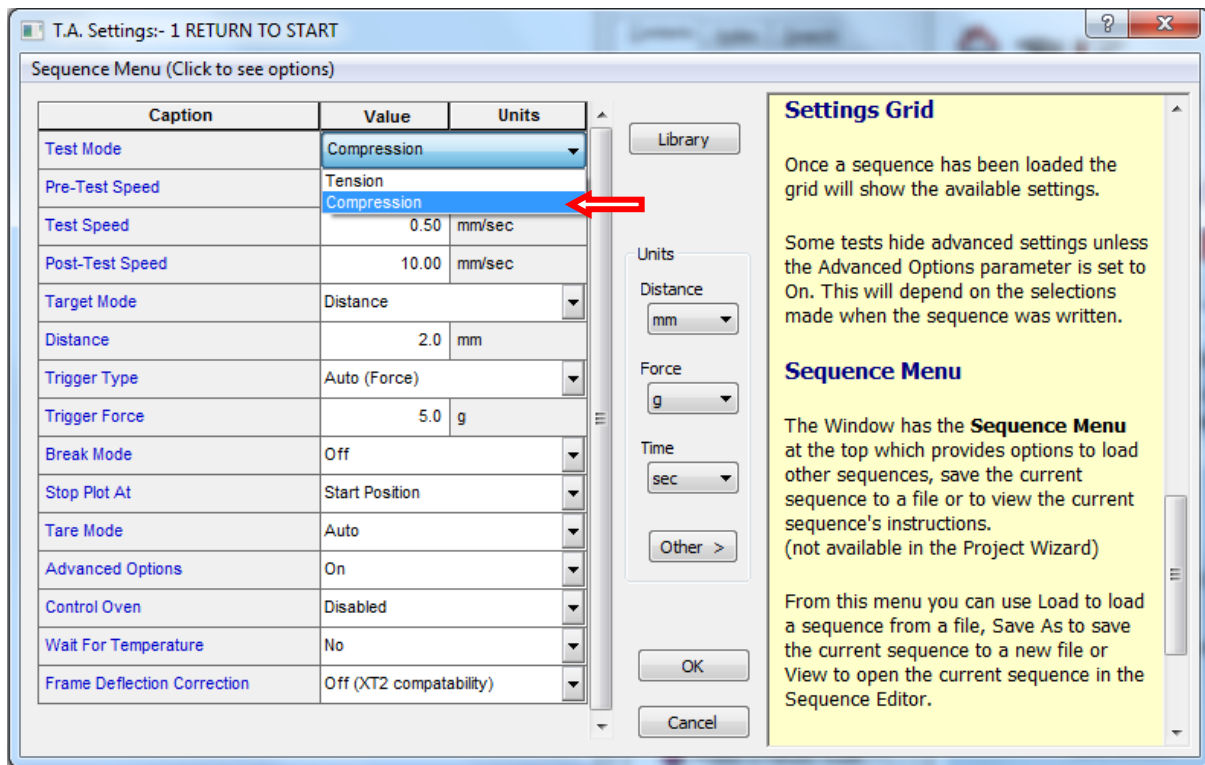 T.A. Settings:- 1 RETURN TO START
Sequence Menu (Click to see options)
Caption Value Units
Test Mode Compression
Tension
Compression
Pre-Test Speed
Test Speed 0.50 mm/sec
Post-Test Speed 10.00 mm/sec
Target Mode Distance
Distance 2.0 mm
Trigger Type Auto (Force)
Trigger Force 5.0 g
Break Mode Off
Stop Plot At Start Position
Tare Mode Auto
Advanced Options On
Control Oven Disabled
Wait For Temperature No
Frame Deflection Correction Off (XT2 compatability)
Library
Units
Distance
mm
Force
g
Time
sec
Other >
OK
Cancel
Settings Grid
Once a sequence has been loaded the
grid will show the available settings.
Some tests hide advanced settings unless
the Advanced Options parameter is set to
On. This will depend on the selections
made when the sequence was written.
Sequence Menu
The Window has the Sequence Menu
at the top which provides options to load
other sequences, save the current
sequence to a file or to view the current
sequence's instructions.
(not available in the Project Wizard)
From this menu you can use Load to load
a sequence from a file, Save As to save
the current sequence to a new file or
View to open the current sequence in the
Sequence Editor.